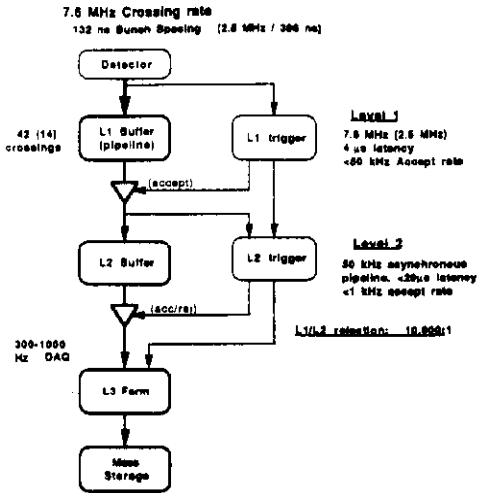 7.6 MHz Crossing rate
132 ns Bunch Spacing (2.5 MHz / 396 ns)
Detector
42 (14)
crossings
L1 Buffer
(pipeline)
L1 trigger
Level 1
7.6 MHz (2.5 MHz)
4 µs latency
<50 kHz Accept rate
(accept)
L2 Buffer
L2 trigger
Level 2
50 kHz asynchronous
pipeline, <20µs latency
<1 kHz accept rate
(acc/rej)
L1/L2 rejection: 10,000:1
300-1000
Hz DAQ
L3 Farm
Mass
Storage